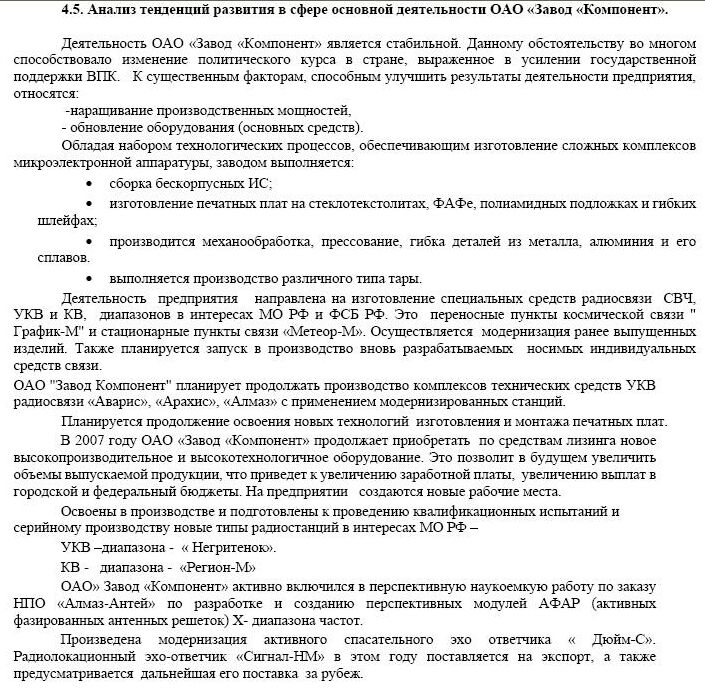 4.5. Анализ тенденций развития в сфере основной деятельности ОАО «Завод «Компонент».
Деятельность ОАО «Завод «Компонент» является стабильной. Данному обстоятельству во многом
способствовало изменение политического курса в стране, выраженное в усилении государственной
поддержки ВПК. К существенным факторам, способным улучшить результаты деятельности предприятия,
относятся:
-наращивание производственных мощностей,
- обновление оборудования (основных средств).
Обладая набором технологических процессов, обеспечивающим изготовление сложных комплексов
микроэлектронной аппаратуры, заводом выполняется:
• сборка бескорпусных ИС;
• изготовление печатных плат на стеклотекстолитах, ФАФе, полиамидных подложках и гибких
шлейфах;
• производится механообработка, прессование, гибка деталей из металла, алюминия и его
сплавов.
• выполняется производство различного типа тары.
Деятельность предприятия направлена на изготовление специальных средств радиосвязи СВЧ,
УКВ и КВ, диапазонов в интересах МО РФ и ФСБ РФ. Это переносные пункты космической связи "
График-М" и стационарные пункты связи «Метеор-М». Осуществляется модернизация ранее выпущенных
изделий. Также планируется запуск в производство вновь разрабатываемых носимых индивидуальных
средств связи.
ОАО "Завод Компонент" планирует продолжать производство комплексов технических средств УКВ
радиосвязи «Аварис», «Арахис», «Алмаз» с применением модернизированных станций.
Планируется продолжение освоения новых технологий изготовления и монтажа печатных плат.
В 2007 году ОАО «Завод «Компонент» продолжает приобретать по средствам лизинга новое
высокопроизводительное и высокотехнологичное оборудование. Это позволит в будущем увеличить
объемы выпускаемой продукции, что приведет к увеличению заработной платы, увеличению выплат в
городской и федеральный бюджеты. На предприятии создаются новые рабочие места.
Освоены в производстве и подготовлены к проведению квалификационных испытаний и
серийному производству новые типы радиостанций в интересах МО РФ –
УКВ –диапазона - « Негритенок».
КВ - диапазона - «Регион-М»
ОАО» Завод «Компонент» активно включился в перспективную наукоемкую работу по заказу
НПО «Алмаз-Антей» по разработке и созданию перспективных модулей АФАР (активных
фазированных антенных решеток) Х- диапазона частот.
Произведена модернизация активного спасательного эхо ответчика « Дюйм-С».
Радиолокационный эхо-ответчик «Сигнал-НМ» в этом году поставляется на экспорт, а также
предусматривается дальнейшая его поставка за рубеж.